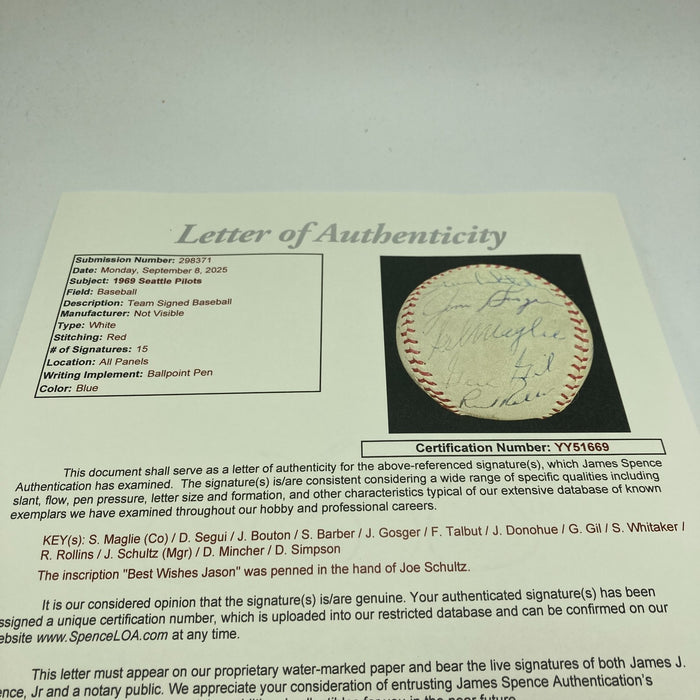 Letter of Authenticity
Submission Number: 298371
Date: Monday, September 8, 2025
Subject: 1969 Seattle Pilots
Field: Baseball
Description: Team Signed Baseball
Manufacturer: Not Visible
Type: White
Stitching: Red
# of Signatures: 15
Location: All Panels
Writing Implement: Ballpoint Pen
Color: Blue
Jim Gosger
Sal Maglie
Gus Gil
Certification Number: YY51669
This document shall serve as a letter of authenticity for the above-referenced signature(s), which James Spence
Authentication has examined. The signature(s) is/are consistent considering a wide range of specific qualities including
slant, flow, pen pressure, letter size and formation, and other characteristics typical of our extensive database of known
exemplars we have examined throughout our hobby and professional careers.
KEY(s): S. Maglie (Co) / D. Segui / J. Bouton / S. Barber / J. Gosger / F. Talbut / J. Donohue / G. Gil / S. Whitaker /
R. Rollins / J. Schultz (Mgr) / D. Mincher / D. Simpson
The inscription "Best Wishes Jason" was penned in the hand of Joe Schultz.
It is our considered opinion that the signature(s) is/are genuine. Your authenticated signature(s) has been
ssigned a unique certification number, which is uploaded into our restricted database and can be confirmed on our
ebsite www.SpenceLOA.com at any time.
This letter must appear on our proprietary water-marked paper and bear the live signatures of both James J.
ence, Jr and a notary public. We appreciate your consideration of entrusting James Spence Authentication's